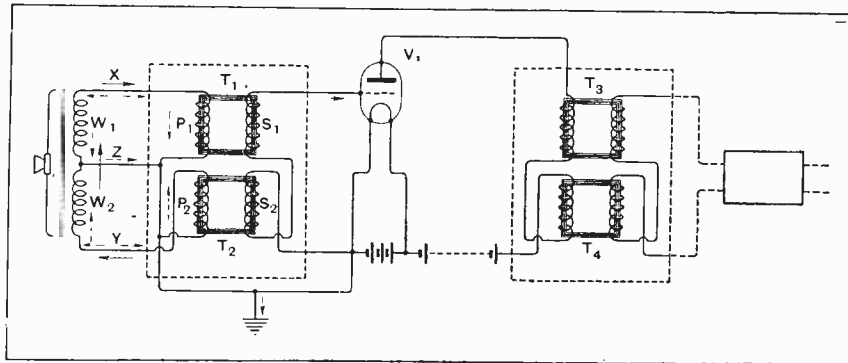 V₁
X
T₁
T₃
P₁
S₁
W₁
Z
W₂
P₂
S₂
Y
T₂
T₄